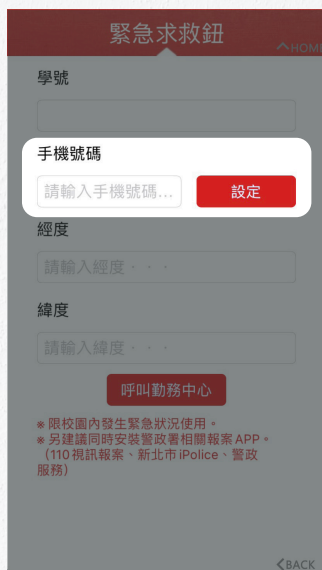 緊急求救鈕
HOME
學號
手機號碼
請輸入手機號碼...
設定
經度
請輸入經度・・・
緯度
請輸入緯度・・・
呼叫勤務中心
※ 限校園內發生緊急狀況使用。
※ 另建議同時安裝警政署相關報案APP。
(110視訊報案、新北市iPolice、警政
服務)
BACK